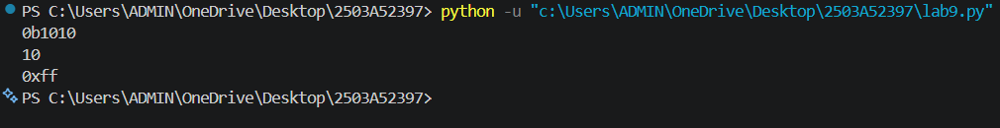 PS C:\Users\ADMIN\OneDrive\Desktop\2503A52397> python -u "c:\Users\ADMIN\OneDrive\Desktop\2503A52397\lab9.py"
0b1010
10
0xff
PS C:\Users\ADMIN\OneDrive\Desktop\2503A52397>